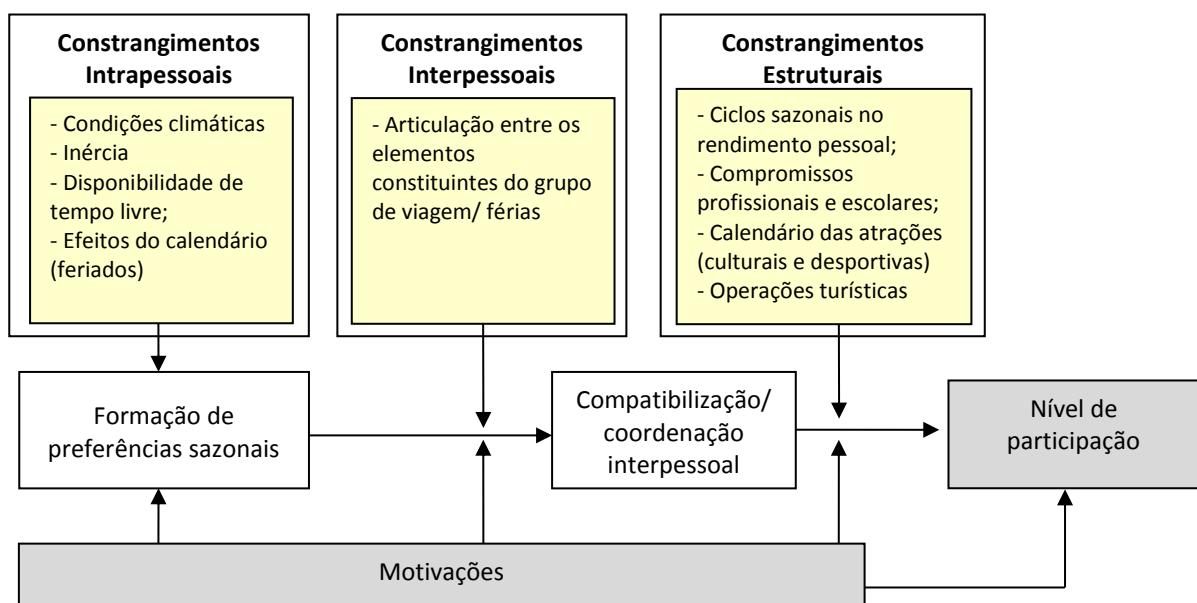 Constrangimentos
Intrapessoais
- Condições climáticas
- Inércia
- Disponibilidade de
tempo livre;
- Efeitos do calendário
(feriados)
Constrangimentos
Interpessoais
- Articulação entre os
elementos
constituintes do grupo
de viagem/ férias
Constrangimentos
Estruturais
- Ciclos sazonais no
rendimento pessoal;
- Compromissos
profissionais e escolares;
- Calendário das atrações
(culturais e desportivas)
- Operações turísticas
Formação de
preferências sazonais
Compatibilização/
coordenação
interpessoal
Nível de
participação
Motivações